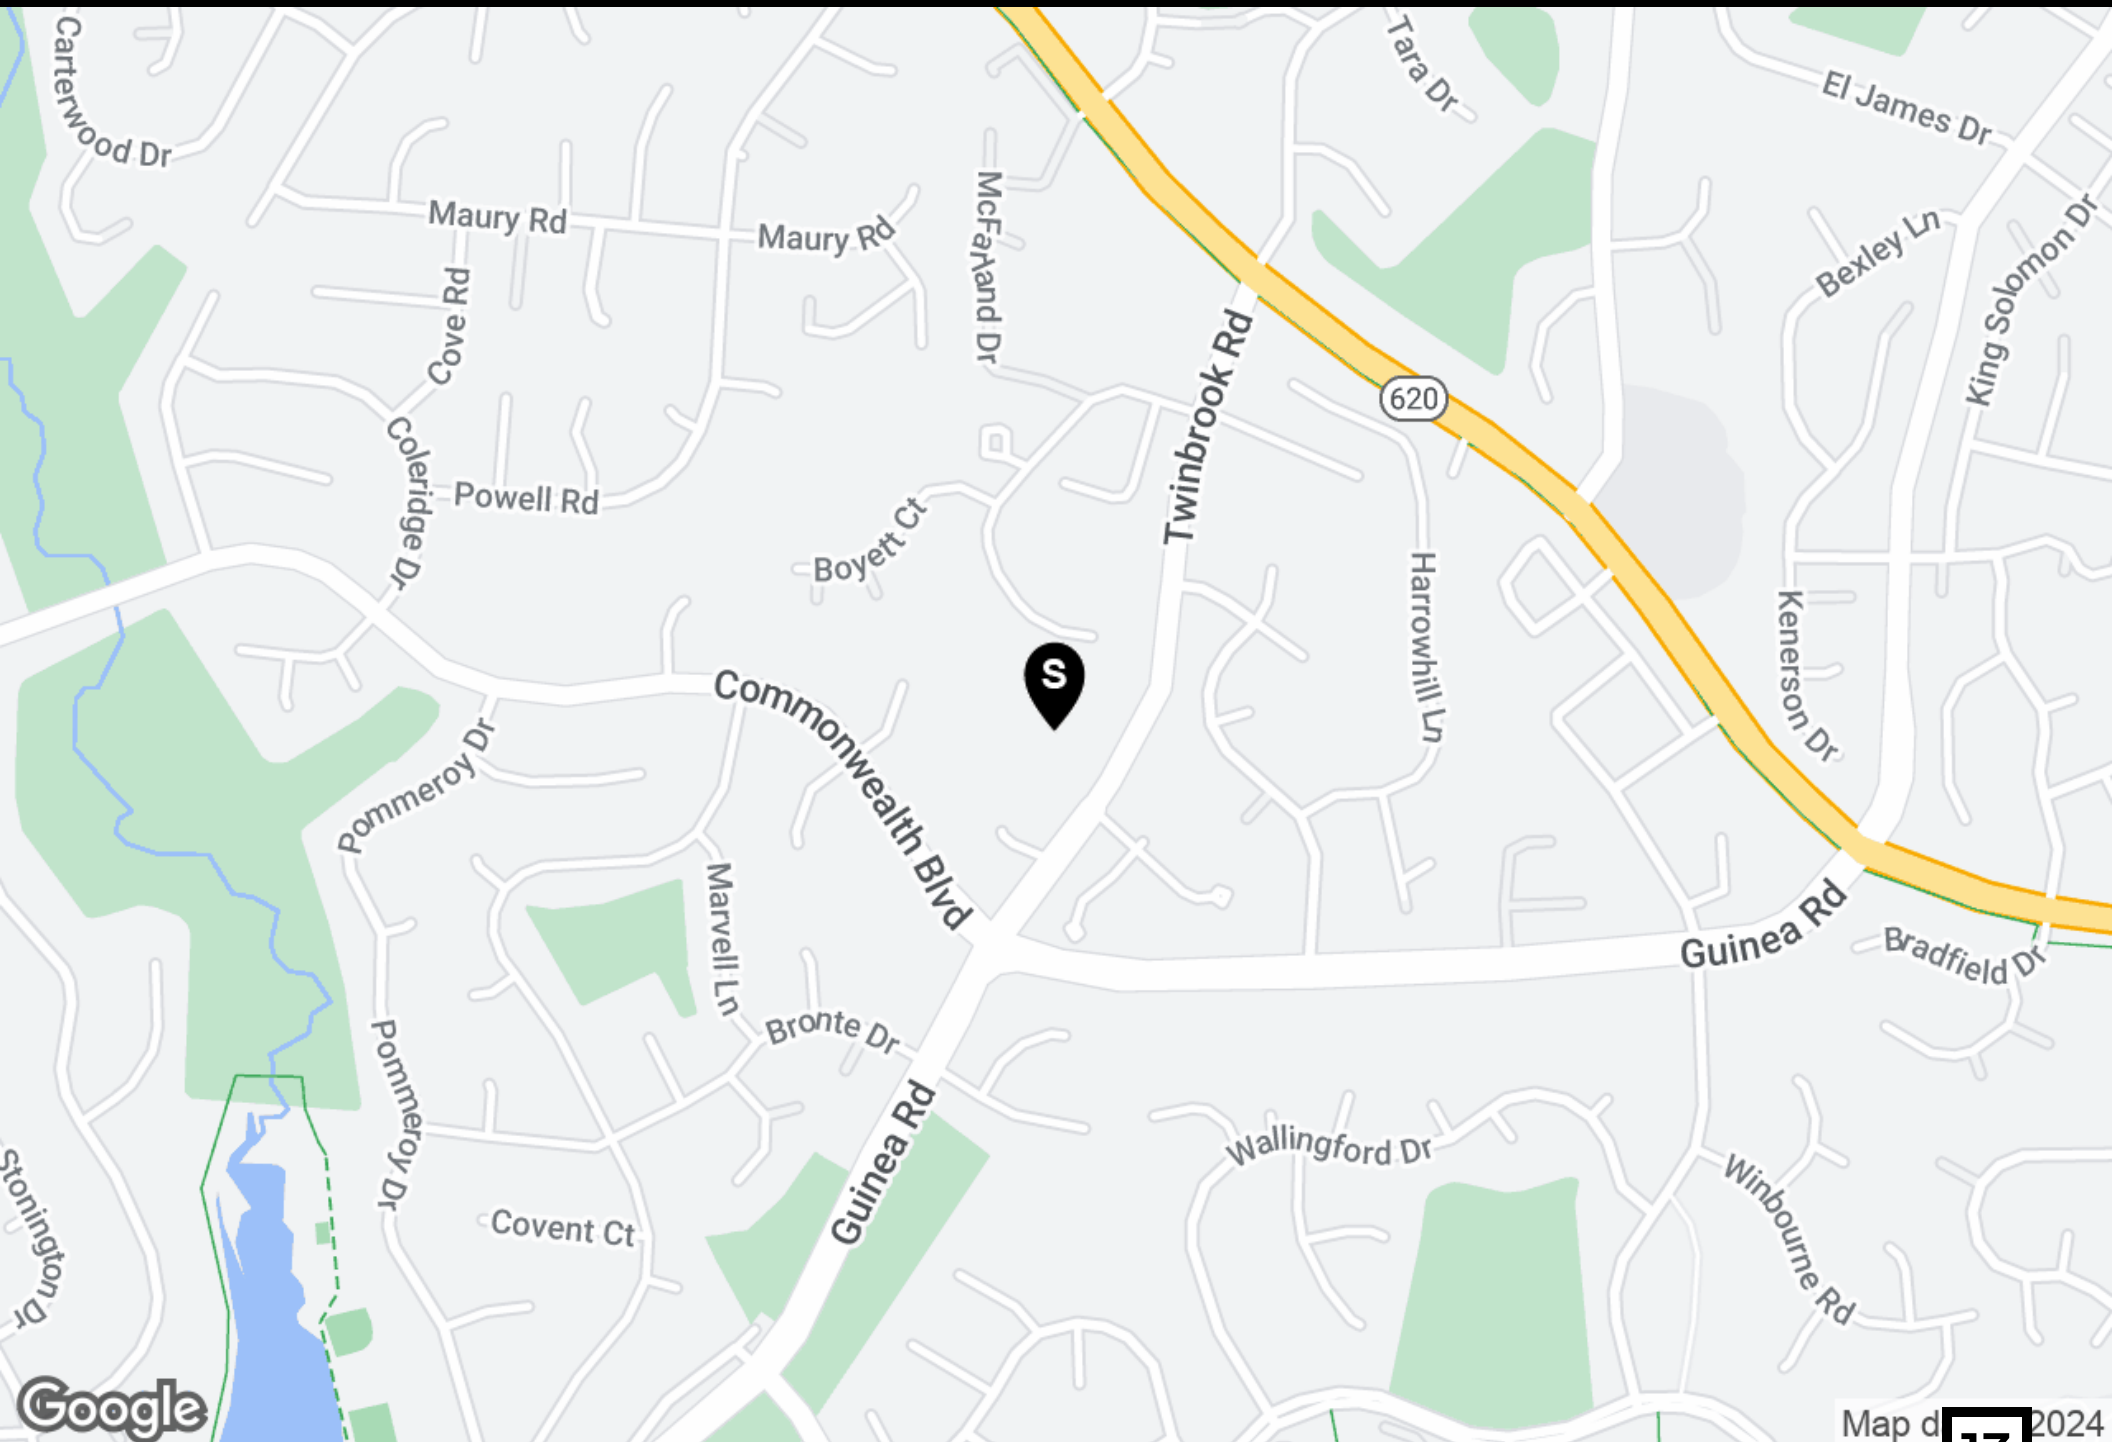 Carterwood Dr
Tara Dr
El James Dr
Maury Rd
Maury Rd
McFarland Dr
Bexley Ln
King Solomon Dr
Cove Rd
Twinbrook Rd
620
Coleridge Dr
Powell Rd
Boyett Ct
Harrowhill Ln
Kenerson Dr
S
Commonwealth Blvd
Pommeroy Dr
Marvell Ln
Guinea Rd
Bradfield Dr
Bronte Dr
Pommeroy Dr
Guinea Rd
Wallingford Dr
Winbourne Rd
Stonington Dr
Covent Ct
Google
Map d
2024